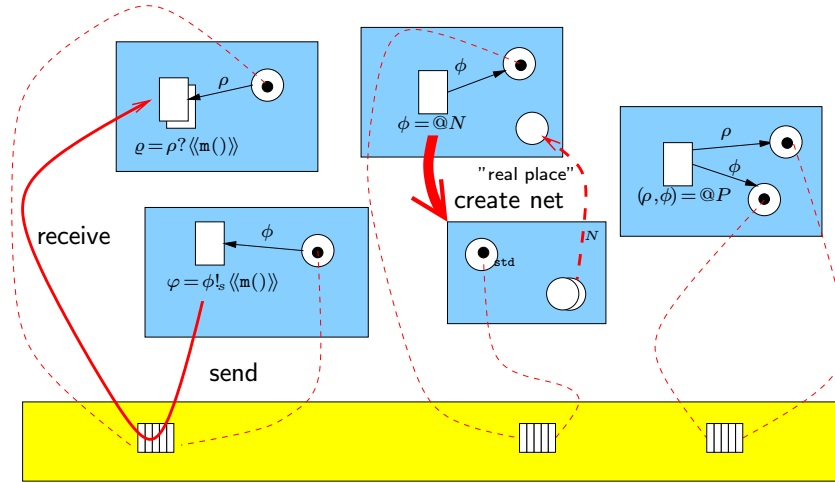 ρ
ϱ=ρ?⟪m()⟫
ϕ
ϕ=@N
"real place"
create net
ρ
ϕ
(ρ,ϕ)=@P
receive
ϕ
φ=ϕ!ₛ⟪m()⟫
N
std
send